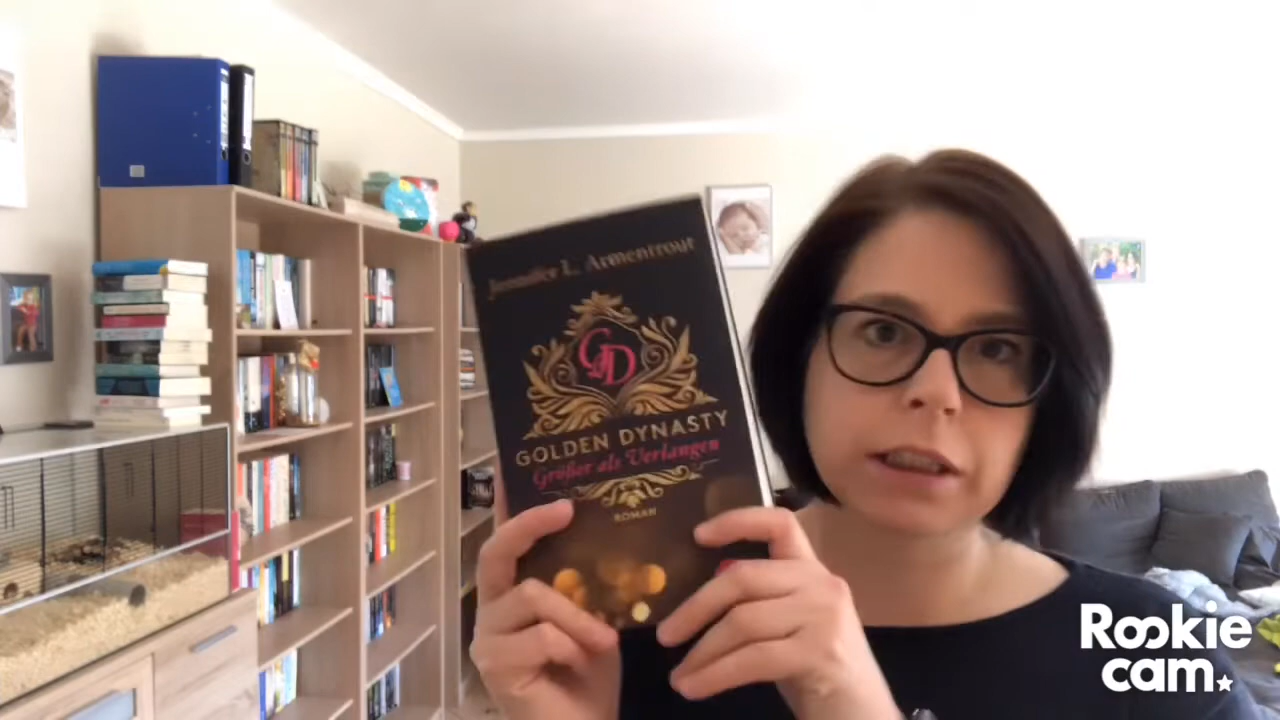 Jennifer L. Armentrout
GD
GOLDEN DYNASTY
Größer als Verlangen
ROMAN
Rookie
cam